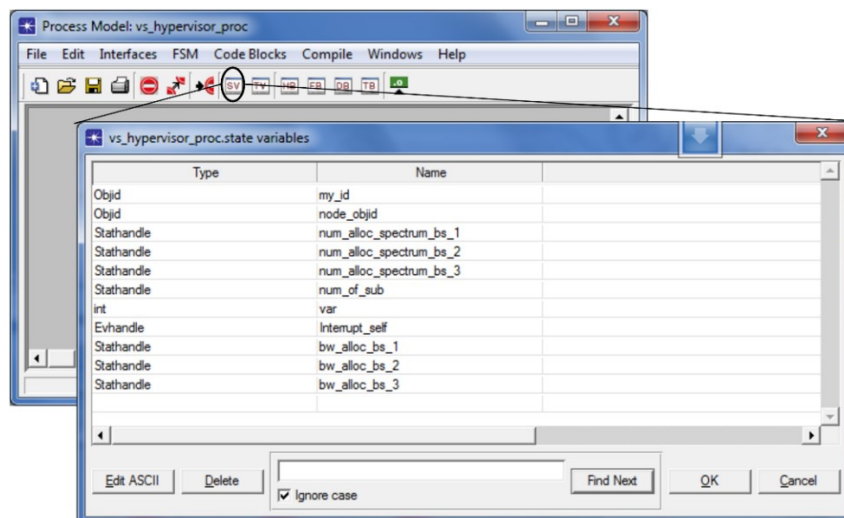 Process Model: vs_hypervisor_proc
File Edit Interfaces FSM Code Blocks Compile Windows Help
SV TV HB FB DB TB
vs_hypervisor_proc.state variables
Type Name
Objid my_id
Objid node_objid
Stathandle num_alloc_spectrum_bs_1
Stathandle num_alloc_spectrum_bs_2
Stathandle num_alloc_spectrum_bs_3
Stathandle num_of_sub
int var
Evhandle Interrupt_self
Stathandle bw_alloc_bs_1
Stathandle bw_alloc_bs_2
Stathandle bw_alloc_bs_3
Edit ASCII Delete Find Next OK Cancel
Ignore case